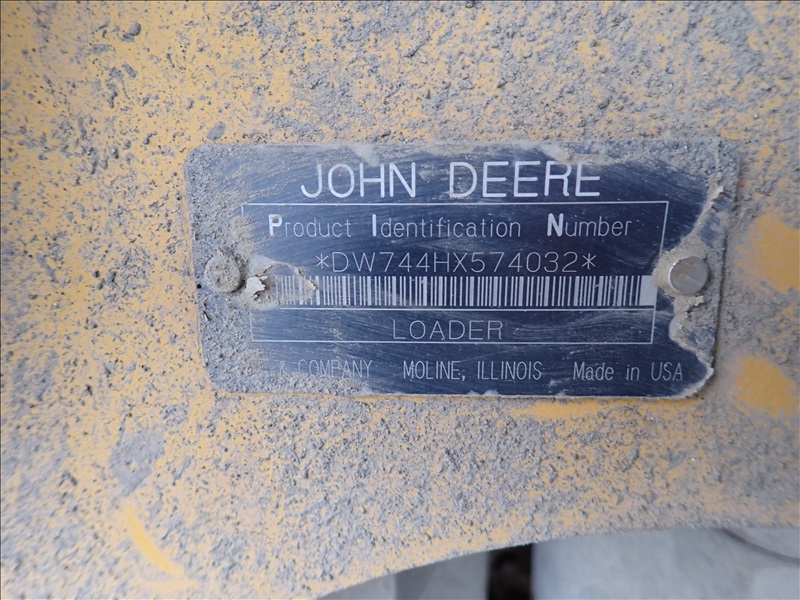 JOHN DEERE
Product Identification Number
*DW744HX574032*
LOADER
& COMPANY MOLINE, ILLINOIS Made in USA